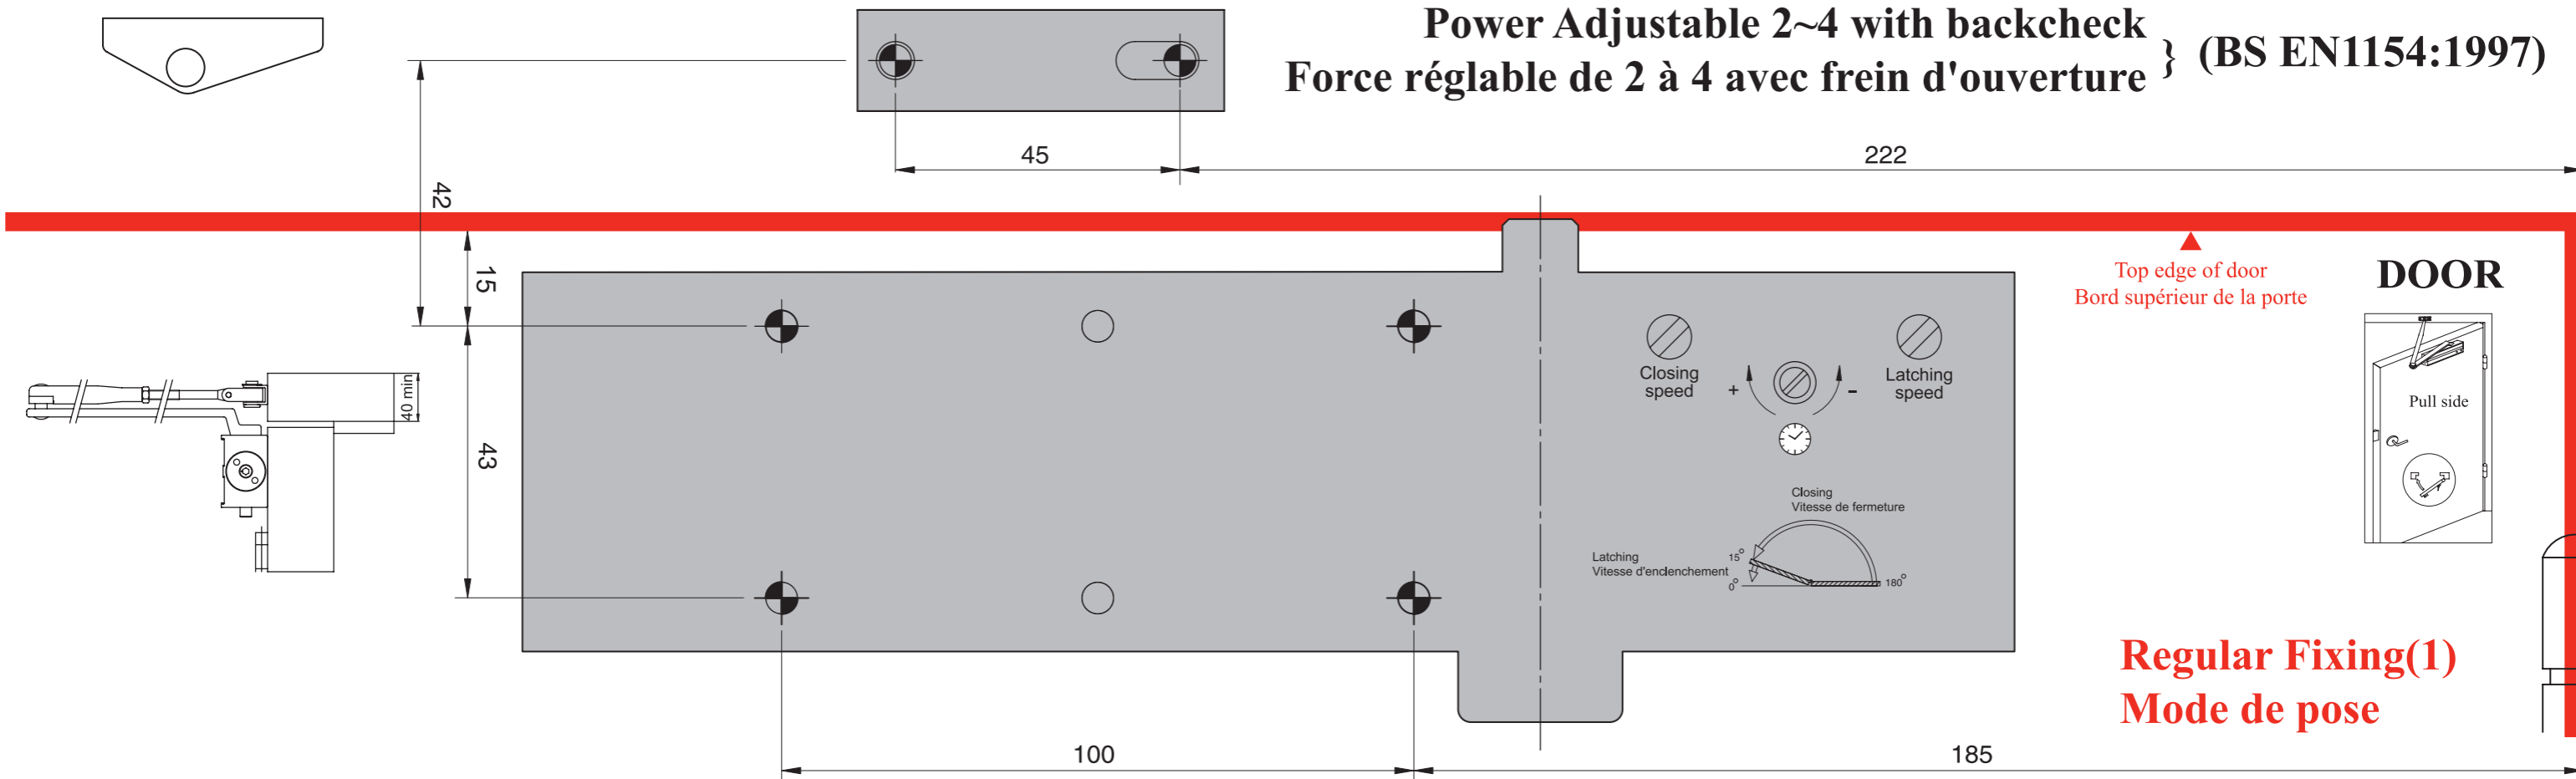 Power Adjustable 2~4 with backcheck
Force réglable de 2 à 4 avec frein d'ouverture
} (BS EN1154:1997)
45
222
42
15
Top edge of door
Bord supérieur de la porte
DOOR
Closing
speed
+
-
Latching
speed
40 min
Pull side
43
Closing
Vitesse de fermeture
Latching
Vitesse d'enclenchement
15°
0°
180°
Regular Fixing(1)
Mode de pose
100
185